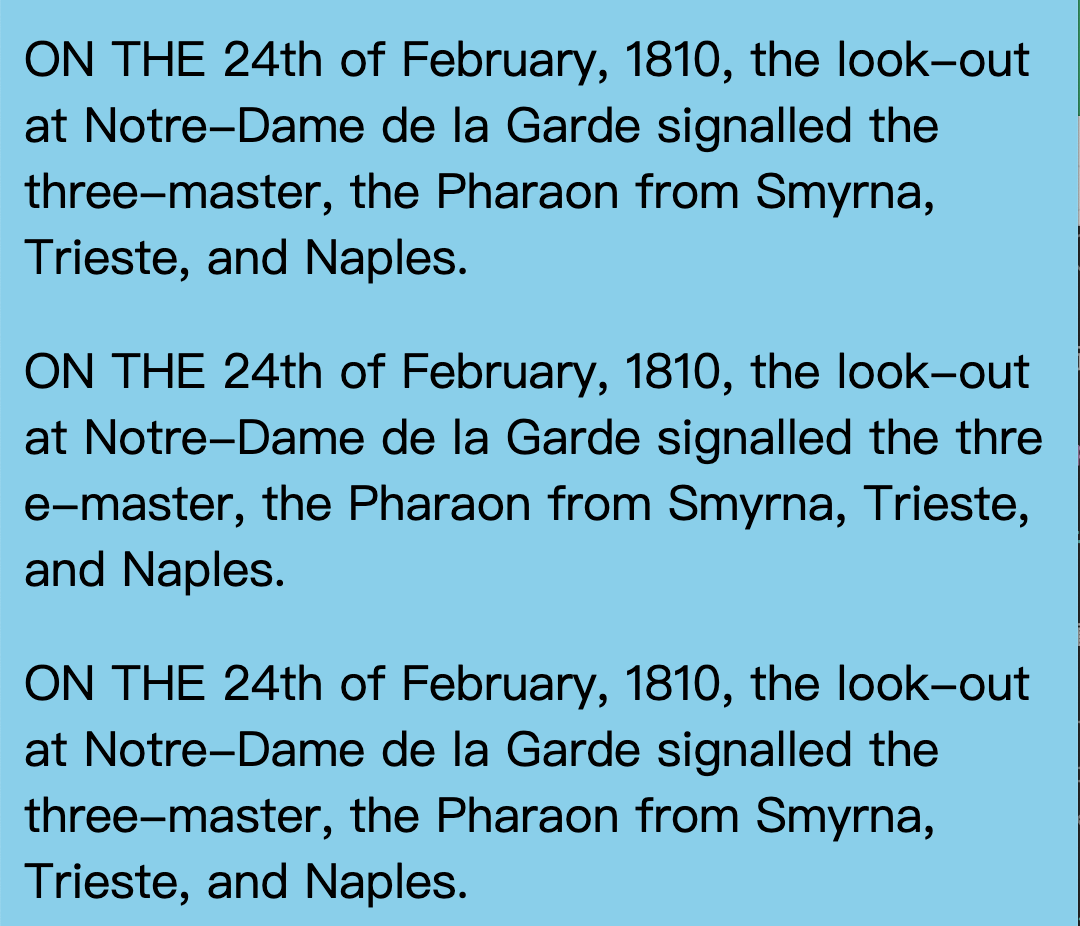 ON THE 24th of February, 1810, the look-out
at Notre-Dame de la Garde signalled the
three-master, the Pharaon from Smyrna,
Trieste, and Naples.
ON THE 24th of February, 1810, the look-out
at Notre-Dame de la Garde signalled the thre
e-master, the Pharaon from Smyrna, Trieste,
and Naples.
ON THE 24th of February, 1810, the look-out
at Notre-Dame de la Garde signalled the
three-master, the Pharaon from Smyrna,
Trieste, and Naples.